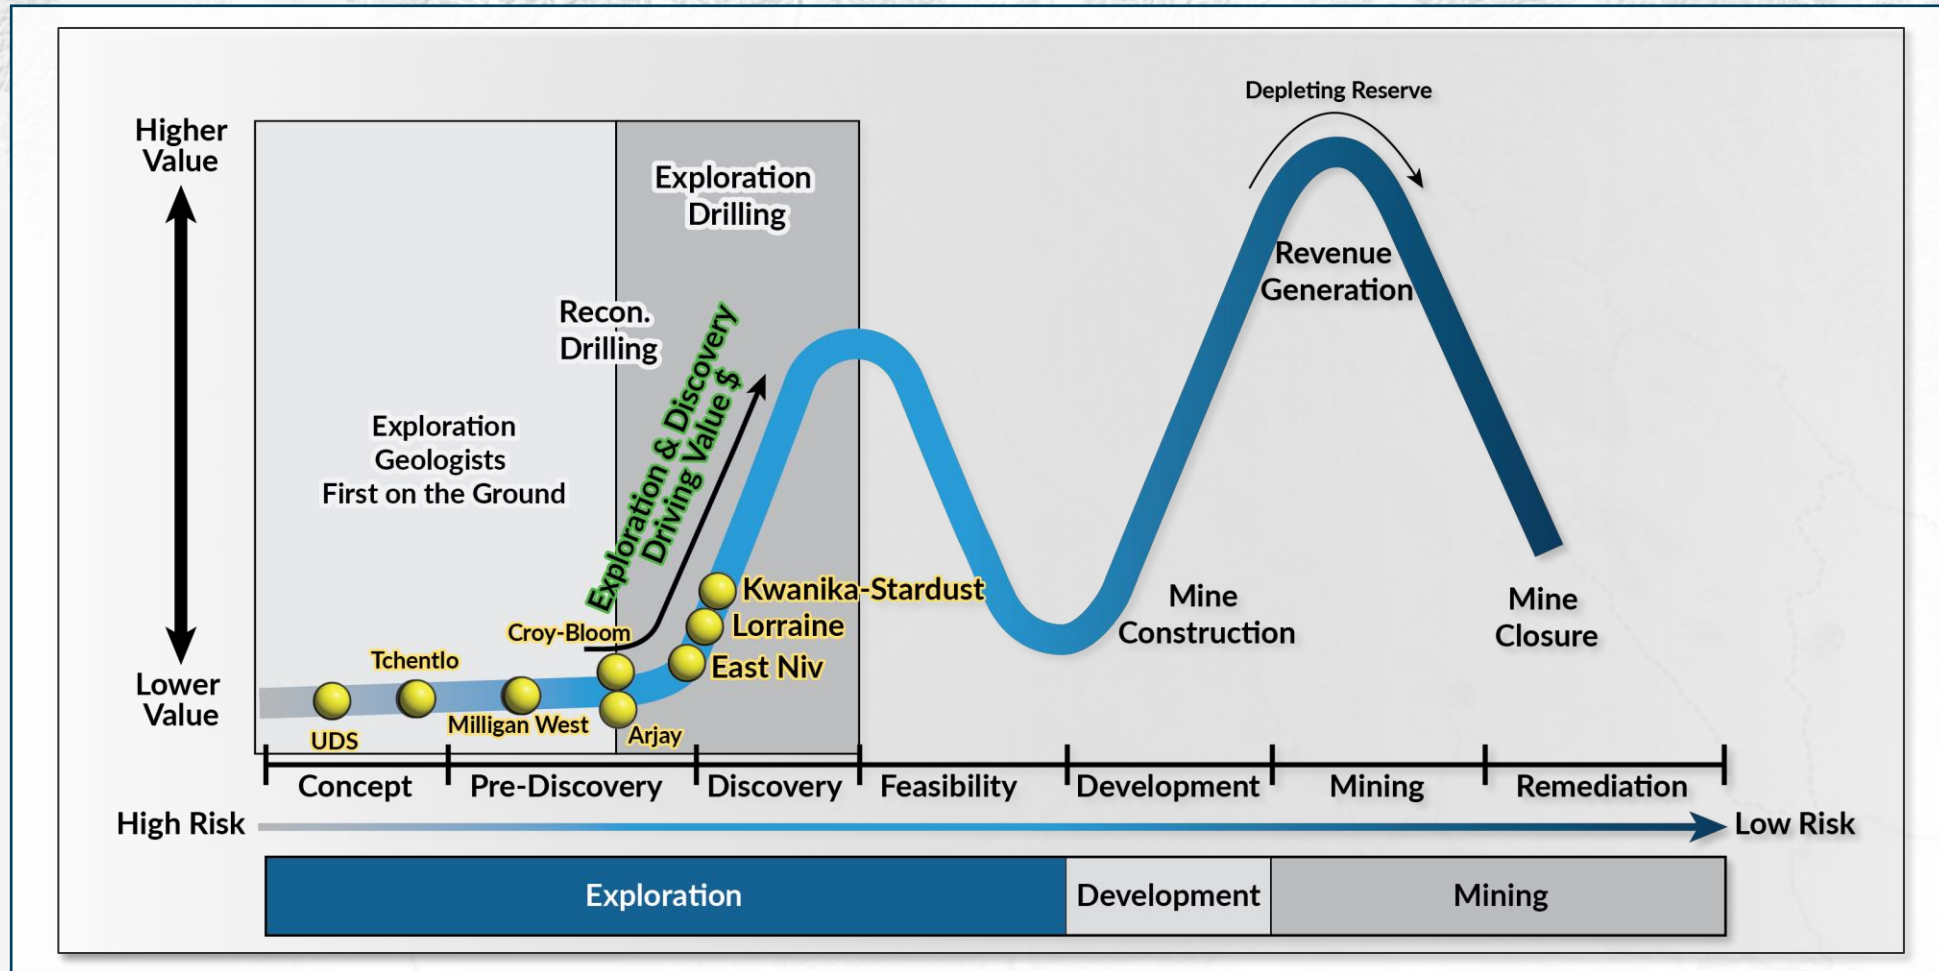 Depleting Reserve
Higher
Value
Exploration
Drilling
Revenue
Generation
Recon.
Drilling
Exploration & Discovery
Driving Value $
Exploration
Geologists
First on the Ground
Kwanika-Stardust
Lorraine
East Niv
Croy-Bloom
Tchentlo
Milligan West
UDS
Arjay
Mine
Construction
Mine
Closure
Lower
Value
Concept
Pre-Discovery
Discovery
Feasibility
Development
Mining
Remediation
High Risk
Low Risk
Exploration
Development
Mining